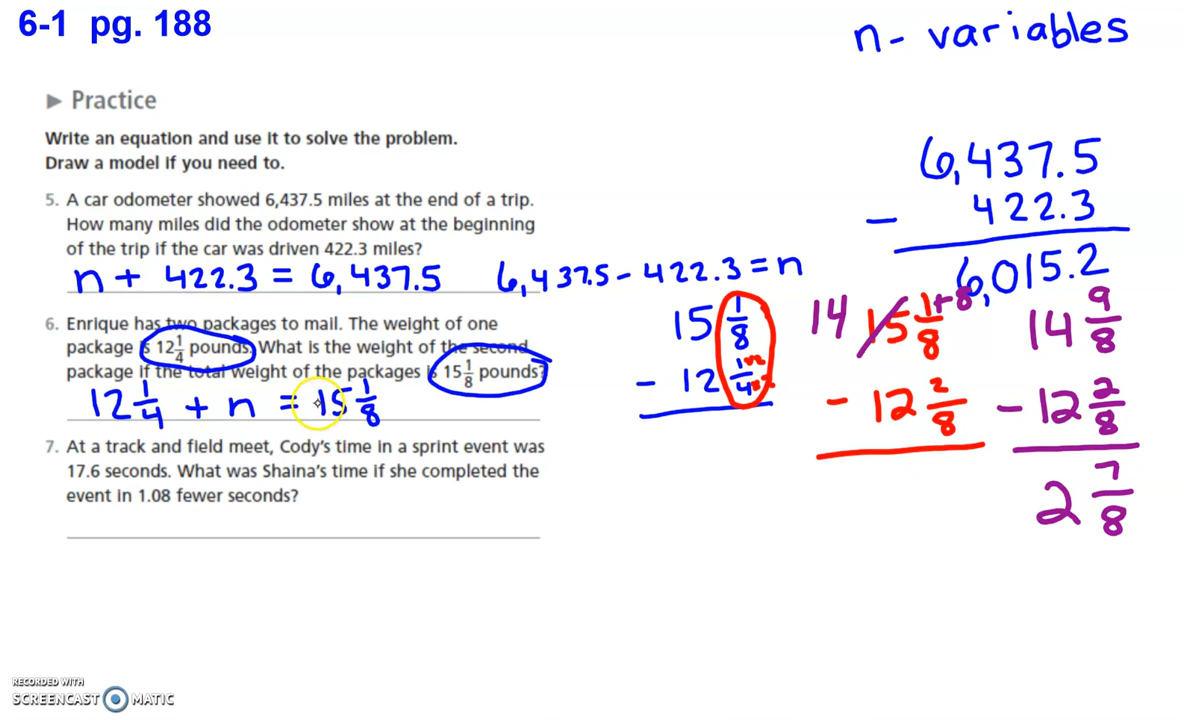 6-1 pg. 188
n - variables
Practice
Write an equation and use it to solve the problem.
Draw a model if you need to.
5. A car odometer showed 6,437.5 miles at the end of a trip.
How many miles did the odometer show at the beginning
of the trip if the car was driven 422.3 miles?
n + 422.3 = 6,437.5
6,437.5 - 422.3 = n
6. Enrique has two packages to mail. The weight of one
package is 12 1/4 pounds. What is the weight of the second
package if the total weight of the packages is 15 1/8 pounds?
12 1/4 + n = 15 1/8
7. At a track and field meet, Cody's time in a sprint event was
17.6 seconds. What was Shaina's time if she completed the
event in 1.08 fewer seconds?
6,437.5
- 422.3
6,015.2
15 1/8
- 12 1/4
14 15 1/8 +8
- 12 2/8
14 9/8
- 12 2/8
2 7/8
RECORDED WITH
SCREENCAST MATIC